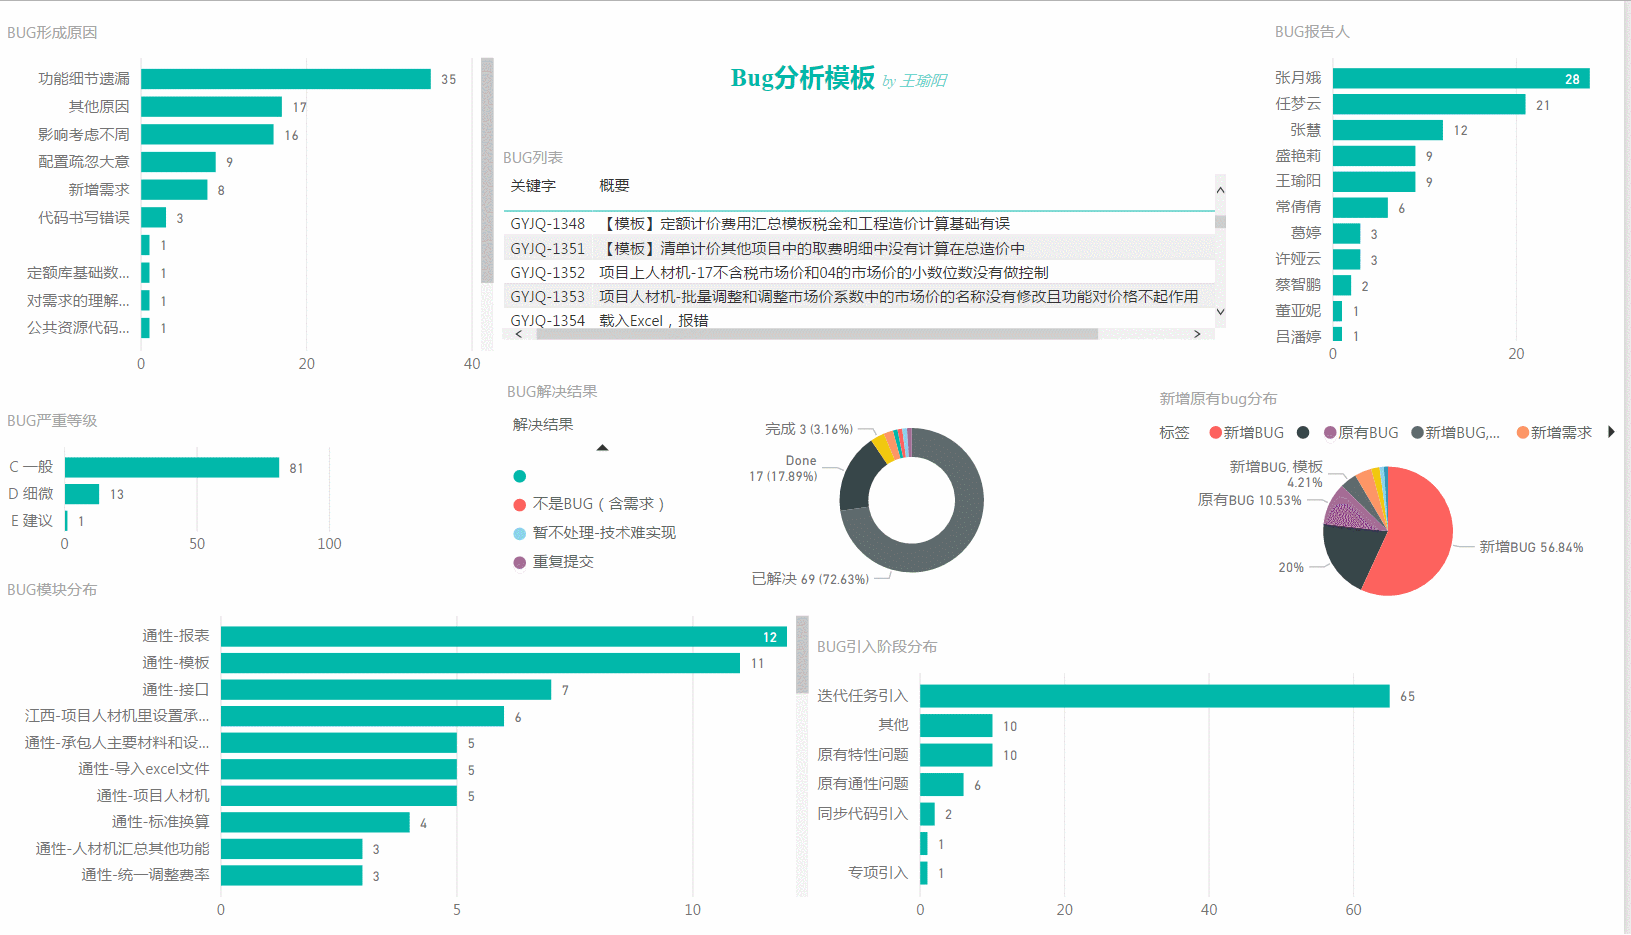 BUG形成原因
功能细节遗漏 35
其他原因 17
影响考虑不周 16
配置疏忽大意 9
新增需求 8
代码书写错误 3
1
定额库基础数... 1
对需求的理解... 1
公共资源代码... 1
0 20 40
Bug分析模板 by 王瑜阳
BUG列表
关键字 概要
GYJQ-1348 【模板】定额计价费用汇总模板税金和工程造价计算基础有误
GYJQ-1351 【模板】清单计价其他项目中的取费明细中没有计算在总造价中
GYJQ-1352 项目上人材机-17不含税市场价和04的市场价的小数位数没有做控制
GYJQ-1353 项目人材机-批量调整和调整市场价系数中的市场价的名称没有修改且功能对价格不起作用
GYJQ-1354 载入Excel，报错
BUG报告人
张月娥 28
任梦云 21
张慧 12
盛艳莉 9
王瑜阳 9
常倩倩 6
葛婷 3
许娅云 3
蔡智鹏 2
董亚妮 1
吕潘婷 1
0 20
BUG严重等级
C 一般 81
D 细微 13
E 建议 1
0 50 100
BUG解决结果
解决结果
不是BUG（含需求）
暂不处理-技术难实现
重复提交
完成 3 (3.16%)
Done
17 (17.89%)
已解决 69 (72.63%)
新增原有bug分布
标签 新增BUG 原有BUG 新增BUG,... 新增需求
新增BUG, 模板
4.21%
原有BUG 10.53%
20%
新增BUG 56.84%
BUG模块分布
通性-报表 12
通性-模板 11
通性-接口 7
江西-项目人材机里设置承... 6
通性-承包人主要材料和设... 5
通性-导入excel文件 5
通性-项目人材机 5
通性-标准换算 4
通性-人材机汇总其他功能 3
通性-统一调整费率 3
0 5 10
BUG引入阶段分布
迭代任务引入 65
其他 10
原有特性问题 10
原有通性问题 6
同步代码引入 2
1
专项引入 1
0 20 40 60